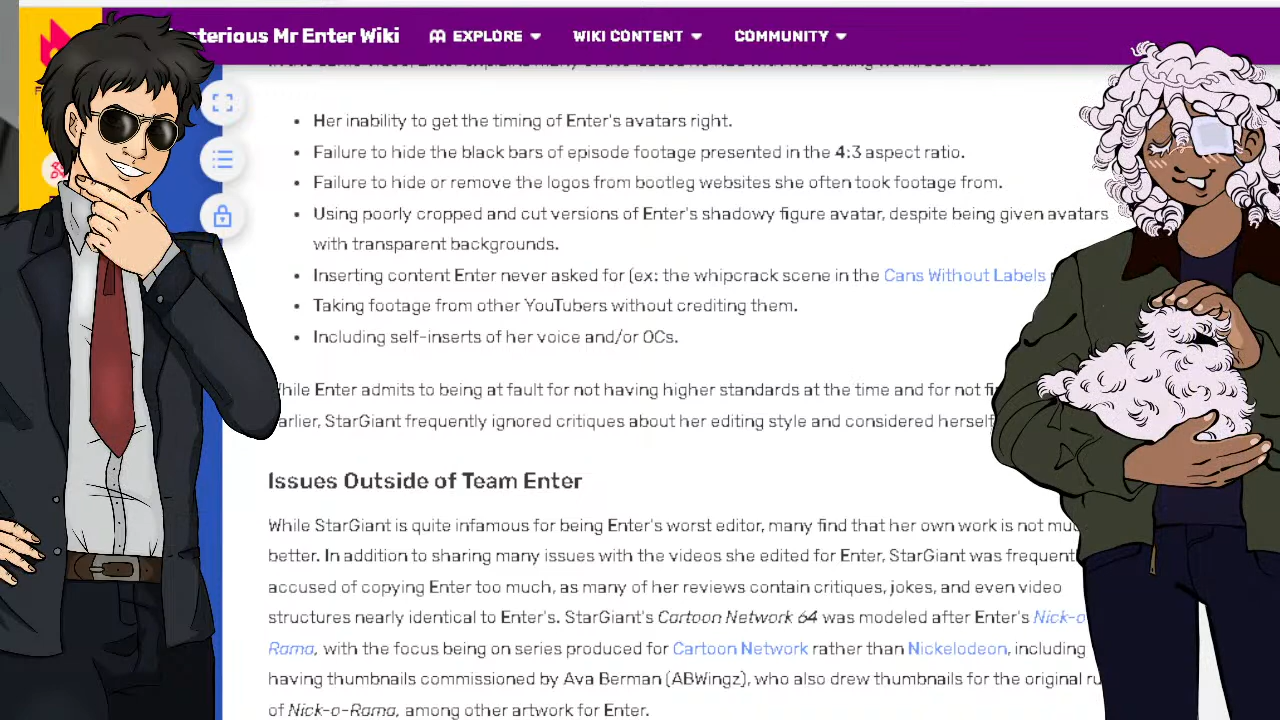 sterious Mr Enter Wiki EXPLORE WIKI CONTENT COMMUNITY
Her inability to get the timing of Enter's avatars right.
Failure to hide the black bars of episode footage presented in the 4:3 aspect ratio.
Failure to hide or remove the logos from bootleg websites she often took footage from.
Using poorly cropped and cut versions of Enter's shadowy figure avatar, despite being given avatars
with transparent backgrounds.
Inserting content Enter never asked for (ex: the whipcrack scene in the Cans Without Labels
Taking footage from other YouTubers without crediting them.
Including self-inserts of her voice and/or OCs.
While Enter admits to being at fault for not having higher standards at the time and for not
earlier, StarGiant frequently ignored critiques about her editing style and considered herself
Issues Outside of Team Enter
While StarGiant is quite infamous for being Enter's worst editor, many find that her own work is not
better. In addition to sharing many issues with the videos she edited for Enter, StarGiant was frequent
accused of copying Enter too much, as many of her reviews contain critiques, jokes, and even video
structures nearly identical to Enter's. StarGiant's Cartoon Network 64 was modeled after Enter's Nick-o-
Rama, with the focus being on series produced for Cartoon Network rather than Nickelodeon, including
having thumbnails commissioned by Ava Berman (ABWingz), who also drew thumbnails for the original
of Nick-o-Rama, among other artwork for Enter.